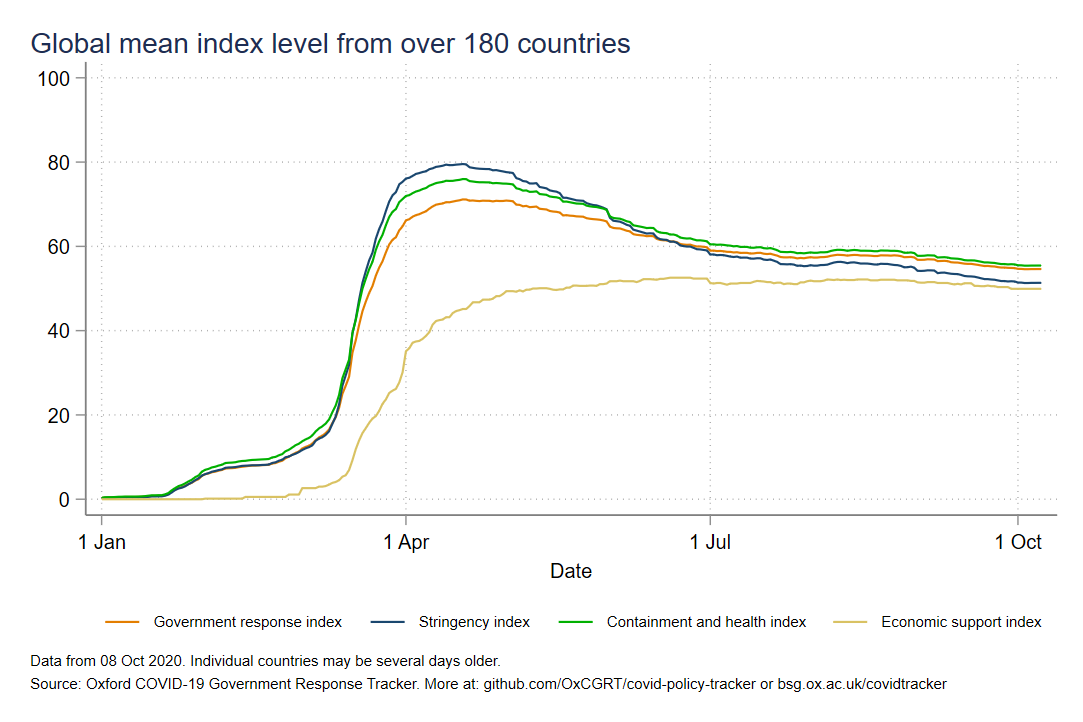 Global mean index level from over 180 countries
100
80
60
40
20
0
1 Jan 1 Apr 1 Jul 1 Oct
Date
Government response index Stringency index Containment and health index Economic support index
Data from 08 Oct 2020. Individual countries may be several days older.
Source: Oxford COVID-19 Government Response Tracker. More at: github.com/OxCGRT/covid-policy-tracker or bsg.ox.ac.uk/covidtracker